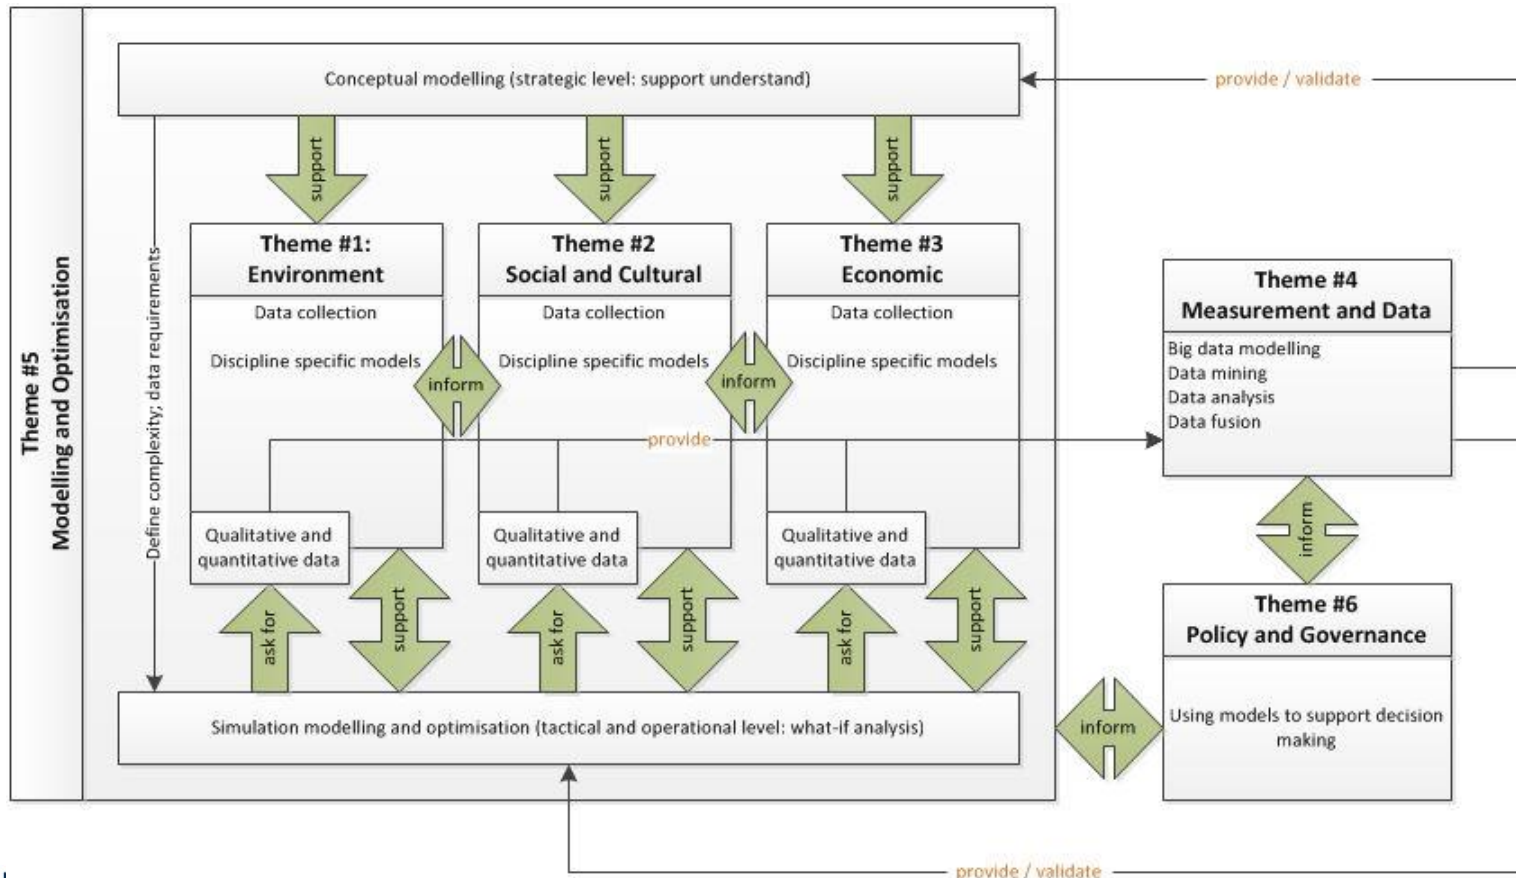 Theme #5
Modelling and Optimisation
Conceptual modelling (strategic level: support understand)
provide / validate
support
support
support
Define complexity; data requirements
Theme #1:
Environment
Data collection
Discipline specific models
Theme #2
Social and Cultural
Data collection
Discipline specific models
Theme #3
Economic
Data collection
Discipline specific models
inform
inform
provide
Theme #4
Measurement and Data
Big data modelling
Data mining
Data analysis
Data fusion
Qualitative and
quantitative data
Qualitative and
quantitative data
Qualitative and
quantitative data
inform
ask for
support
ask for
support
ask for
support
Theme #6
Policy and Governance
Using models to support decision
making
Simulation modelling and optimisation (tactical and operational level: what-if analysis)
inform
provide / validate